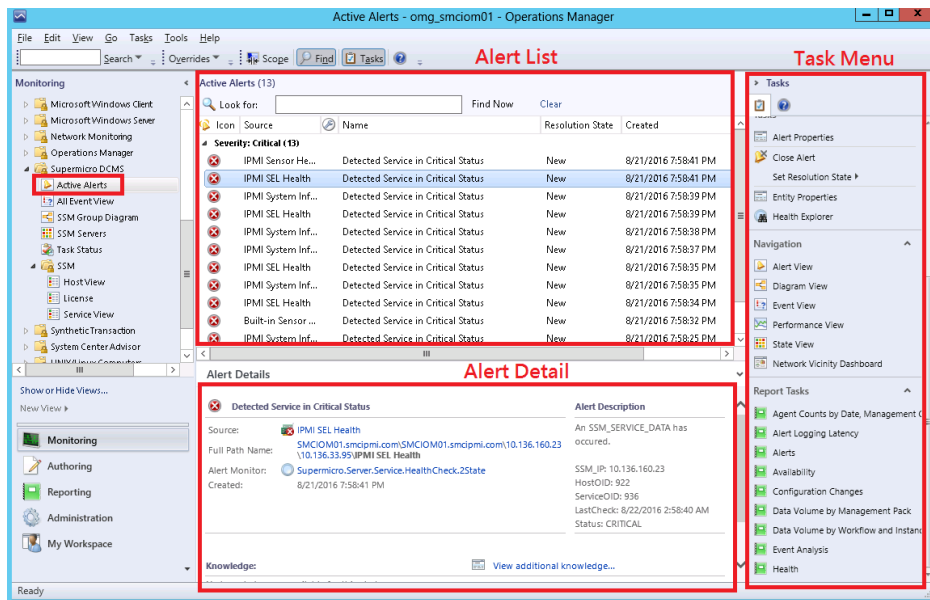 Active Alerts - omg_smciom01 - Operations Manager
File Edit View Go Tasks Tools Help
Search Overrides Scope Find Tasks
Alert List
Task Menu
Monitoring
Microsoft Windows Client
Microsoft Windows Server
Network Monitoring
Operations Manager
Supermicro DCMS
Active Alerts
All Event View
SSM Group Diagram
SSM Servers
Task Status
SSM
Host View
License
Service View
Synthetic Transaction
System Center Advisor
UNIX/Linux Computers
Show or Hide Views...
New View
Monitoring
Authoring
Reporting
Administration
My Workspace
Active Alerts (13)
Look for: Find Now Clear
Icon Source Name Resolution State Created
Severity: Critical (13)
IPMI Sensor He... Detected Service in Critical Status New 8/21/2016 7:58:41 PM
IPMI SEL Health Detected Service in Critical Status New 8/21/2016 7:58:41 PM
IPMI System Inf... Detected Service in Critical Status New 8/21/2016 7:58:39 PM
IPMI SEL Health Detected Service in Critical Status New 8/21/2016 7:58:39 PM
IPMI System Inf... Detected Service in Critical Status New 8/21/2016 7:58:38 PM
IPMI System Inf... Detected Service in Critical Status New 8/21/2016 7:58:37 PM
IPMI SEL Health Detected Service in Critical Status New 8/21/2016 7:58:35 PM
IPMI System Inf... Detected Service in Critical Status New 8/21/2016 7:58:35 PM
IPMI SEL Health Detected Service in Critical Status New 8/21/2016 7:58:34 PM
Built-in Sensor ... Detected Service in Critical Status New 8/21/2016 7:58:32 PM
IPMI System Inf... Detected Service in Critical Status New 8/21/2016 7:58:25 PM
Alert Details
Alert Detail
Detected Service in Critical Status
Source: IPMI SEL Health
Full Path Name: SMCIOM01.smcipmi.com\SMCIOM01.smcipmi.com\10.136.160.23
\10.136.33.95\IPMI SEL Health
Alert Monitor: Supermicro.Server.Service.HealthCheck.2State
Created: 8/21/2016 7:58:41 PM
Alert Description
An SSM_SERVICE_DATA has
occured.
SSM_IP: 10.136.160.23
HostOID: 922
ServiceOID: 936
LastCheck: 8/22/2016 2:58:40 AM
Status: CRITICAL
Knowledge: View additional knowledge...
Tasks
Tasks
Alert Properties
Close Alert
Set Resolution State
Entity Properties
Health Explorer
Navigation
Alert View
Diagram View
Event View
Performance View
State View
Network Vicinity Dashboard
Report Tasks
Agent Counts by Date, Management
Alert Logging Latency
Alerts
Availability
Configuration Changes
Data Volume by Management Pack
Data Volume by Workflow and Instanc
Event Analysis
Health
Ready